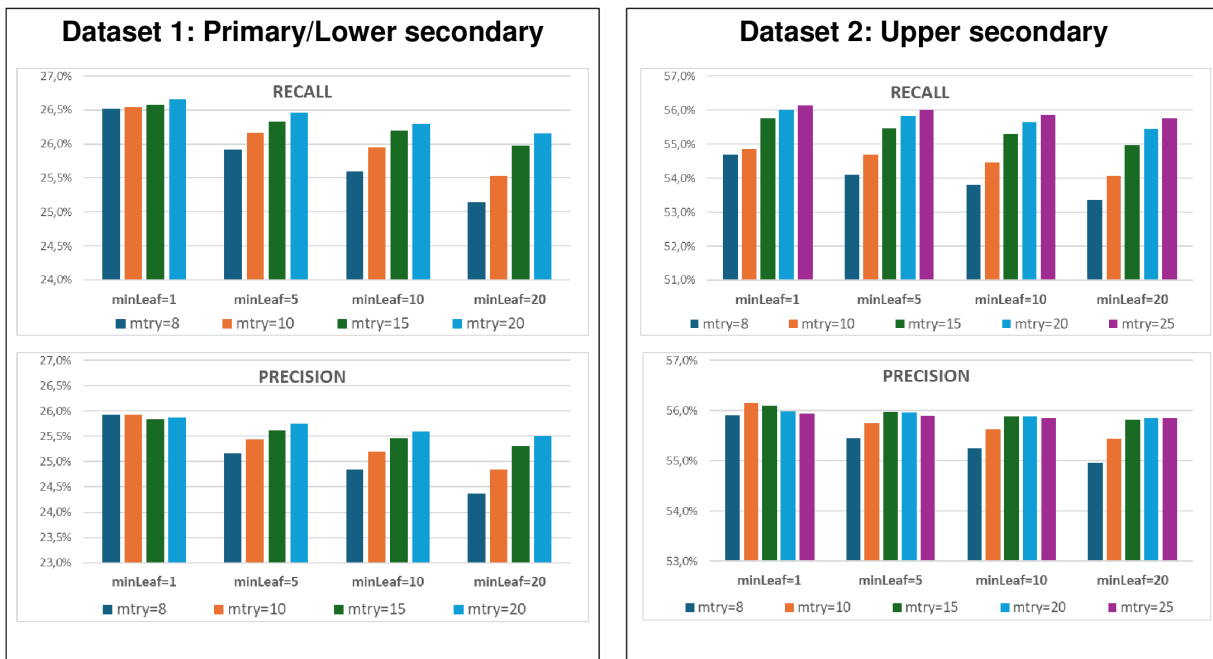 Dataset 1: Primary/Lower secondary
RECALL
27,0%
26,5%
26,0%
25,5%
25,0%
24,5%
24,0%
minLeaf=1 minLeaf=5 minLeaf=10 minLeaf=20
mtry=8 mtry=10 mtry=15 mtry=20
PRECISION
27,0%
26,5%
26,0%
25,5%
25,0%
24,5%
24,0%
23,5%
23,0%
minLeaf=1 minLeaf=5 minLeaf=10 minLeaf=20
mtry=8 mtry=10 mtry=15 mtry=20
Dataset 2: Upper secondary
RECALL
57,0%
56,0%
55,0%
54,0%
53,0%
52,0%
51,0%
minLeaf=1 minLeaf=5 minLeaf=10 minLeaf=20
mtry=8 mtry=10 mtry=15 mtry=20 mtry=25
PRECISION
57,0%
56,0%
55,0%
54,0%
53,0%
minLeaf=1 minLeaf=5 minLeaf=10 minLeaf=20
mtry=8 mtry=10 mtry=15 mtry=20 mtry=25